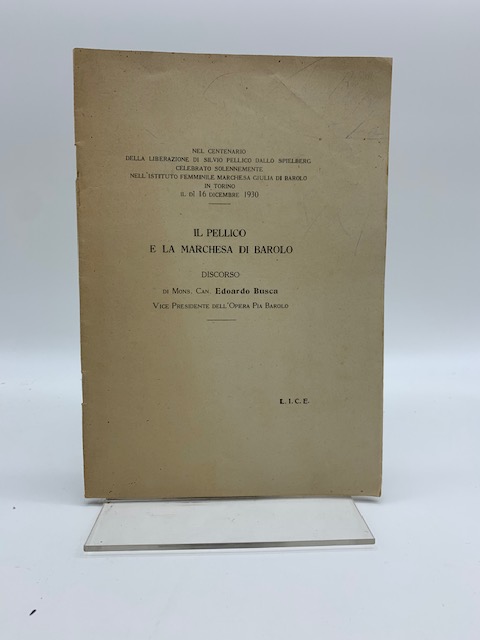 NEL CENTENARIO
DELLA LIBERAZIONE DI SILVIO PELLICO DALLO SPIELBERG
CELEBRATO SOLENNEMENTE
NELL'ISTITUTO FEMMINILE MARCHESA GIULIA DI BAROLO
IN TORINO
IL DÌ 16 DICEMBRE 1930
IL PELLICO
E LA MARCHESA DI BAROLO
DISCORSO
DI MONS. CAN. Edoardo Busca
VICE PRESIDENTE DELL'OPERA PIA BAROLO
L. I. C. E.